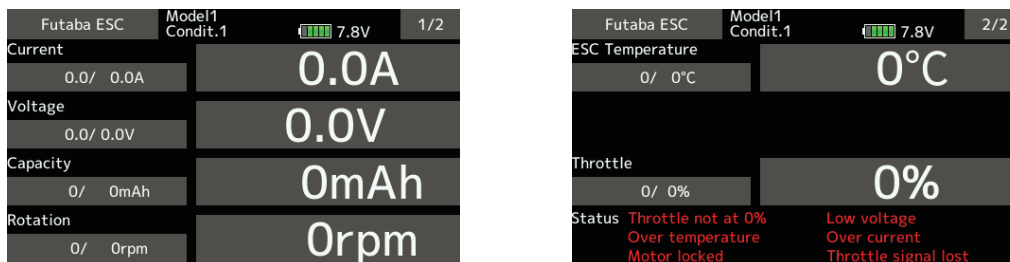 Futaba ESC
Model1
Condit.1
7.8V
1/2
Current
0.0/ 0.0A
0.0A
Voltage
0.0/ 0.0V
0.0V
Capacity
0/ 0mAh
0mAh
Rotation
0/ 0rpm
0rpm
Futaba ESC
Model1
Condit.1
7.8V
2/2
ESC Temperature
0/ 0°C
0°C
Throttle
0/ 0%
0%
Status Throttle not at 0% Low voltage
Over temperature Over current
Motor locked Throttle signal lost